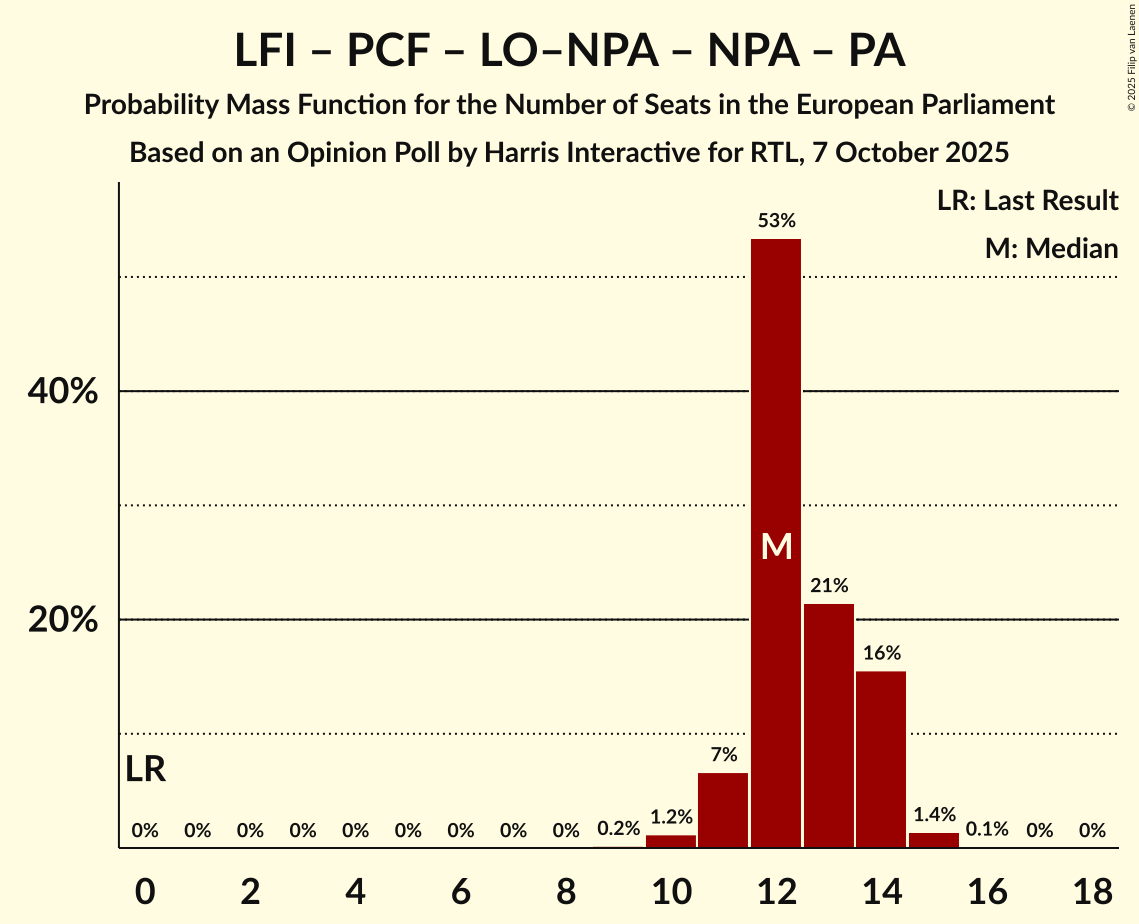 LFI – PCF – LO–NPA – NPA – PA
Probability Mass Function for the Number of Seats in the European Parliament
Based on an Opinion Poll by Harris Interactive for RTL, 7 October 2025
© 2025 Filip van Laenen
LR: Last Result
M: Median
53%
40%
M
21%
20%
16%
7%
LR
0% 0% 0% 0% 0% 0% 0% 0% 0% 0.2% 1.2% 1.4% 0.1% 0% 0%
0 2 4 6 8 10 12 14 16 18